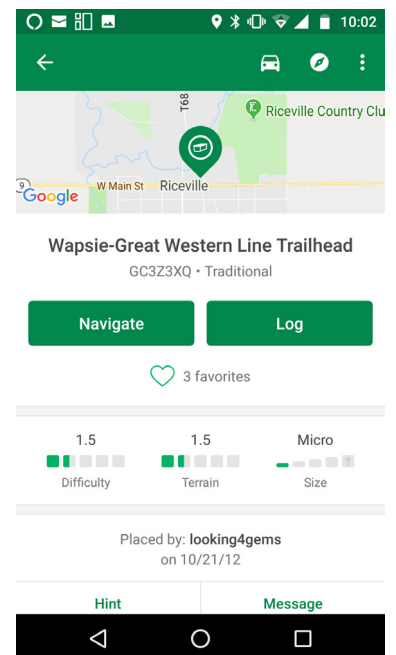 10:02
T68
Riceville Country Clu
9
W Main St
Riceville
Google
Wapsie-Great Western Line Trailhead
GC3Z3XQ • Traditional
Navigate
Log
3 favorites
1.5
1.5
Micro
?
Difficulty
Terrain
Size
Placed by: looking4gems
on 10/21/12
Hint
Message